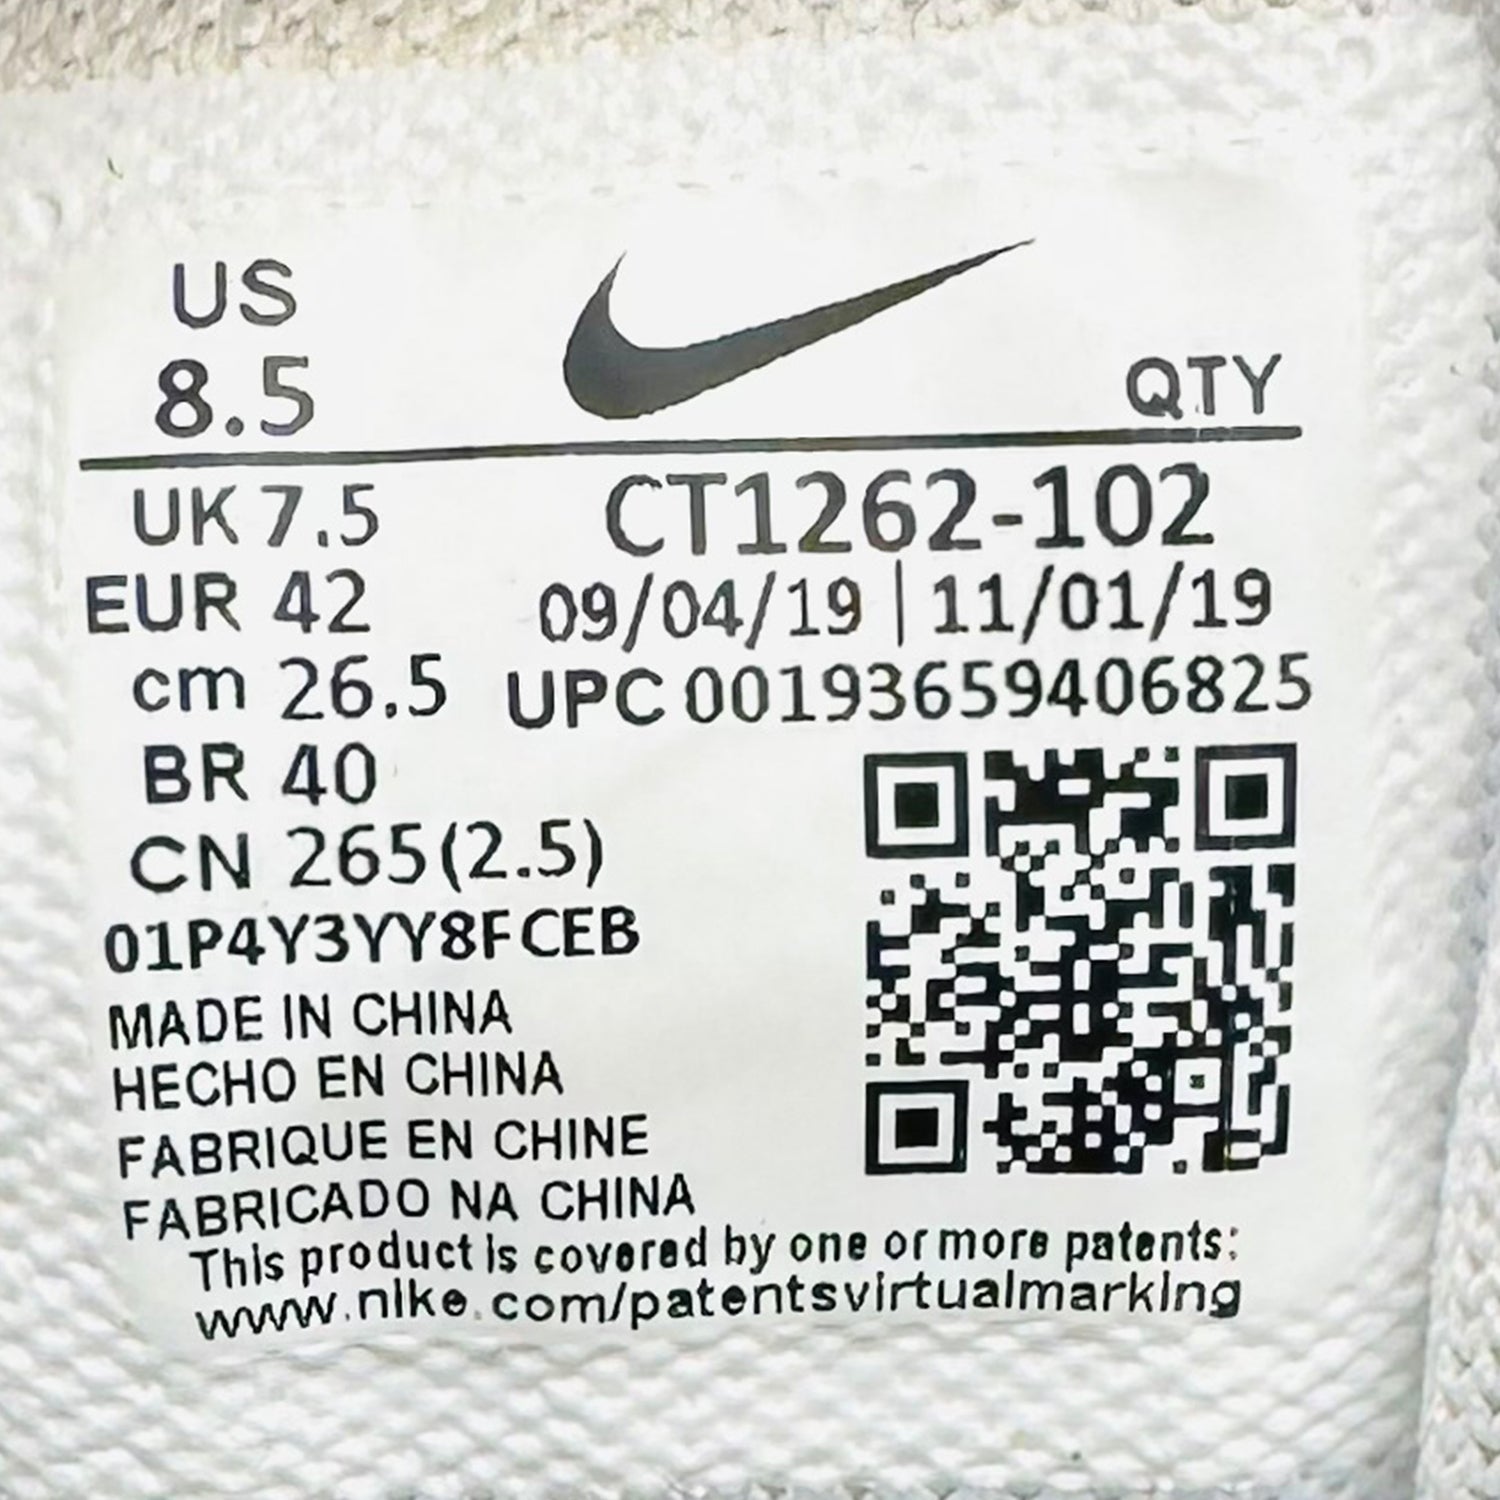 US
8.5
QTY
UK 7.5
CT1262-102
EUR 42
09/04/19 | 11/01/19
cm 26.5
UPC 00193659406825
BR 40
CN 265(2.5)
01P4Y3YY8FCEB
MADE IN CHINA
HECHO EN CHINA
FABRIQUE EN CHINE
FABRICADO NA CHINA
This product is covered by one or more patents:
www.nike.com/patentsvirtualmarking